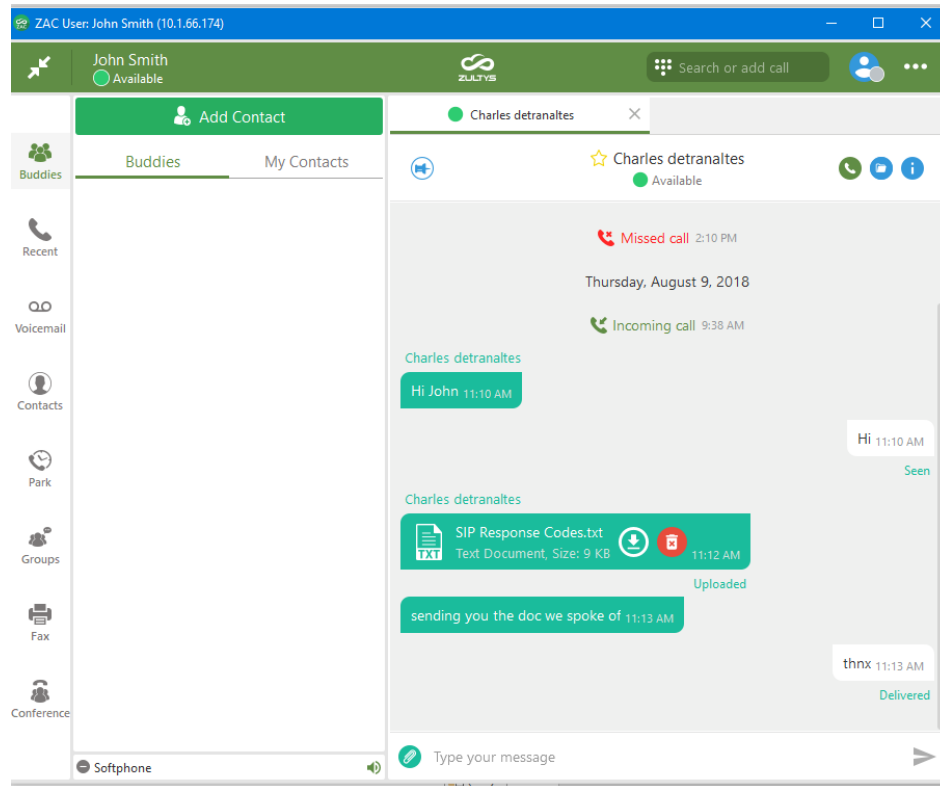 ZAC User: John Smith (10.1.66.174)
John Smith
Available
ZULTYS
Search or add call
Add Contact
Buddies
My Contacts
Buddies
Recent
Voicemail
Contacts
Park
Groups
Fax
Conference
Softphone
Charles detranaltes
Charles detranaltes
Available
Missed call 2:10 PM
Thursday, August 9, 2018
Incoming call 9:38 AM
Charles detranaltes
Hi John 11:10 AM
Hi 11:10 AM
Seen
Charles detranaltes
TXT
SIP Response Codes.txt
Text Document, Size: 9 KB
11:12 AM
Uploaded
sending you the doc we spoke of 11:13 AM
thnx 11:13 AM
Delivered
Type your message